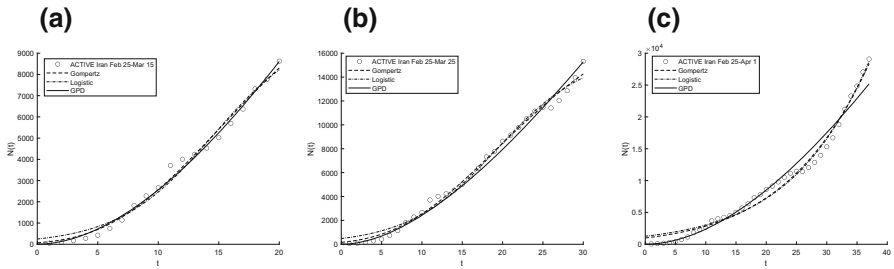 (a)
9000
8000
7000
6000
5000
4000
3000
2000
1000
0
N(t)
ACTIVE Iran Feb 25-Mar 15
Gompertz
Logistic
GPD
0 5 10 15 20
t
(b)
16000
14000
12000
10000
8000
6000
4000
2000
0
N(t)
ACTIVE Iran Feb 25-Mar 25
Gompertz
Logistic
GPD
0 5 10 15 20 25 30
t
(c)
×10⁴
3
2.5
2
1.5
1
0.5
0
N(t)
ACTIVE Iran Feb 25-Apr 1
Gompertz
Logistic
GPD
0 5 10 15 20 25 30 35 40
t